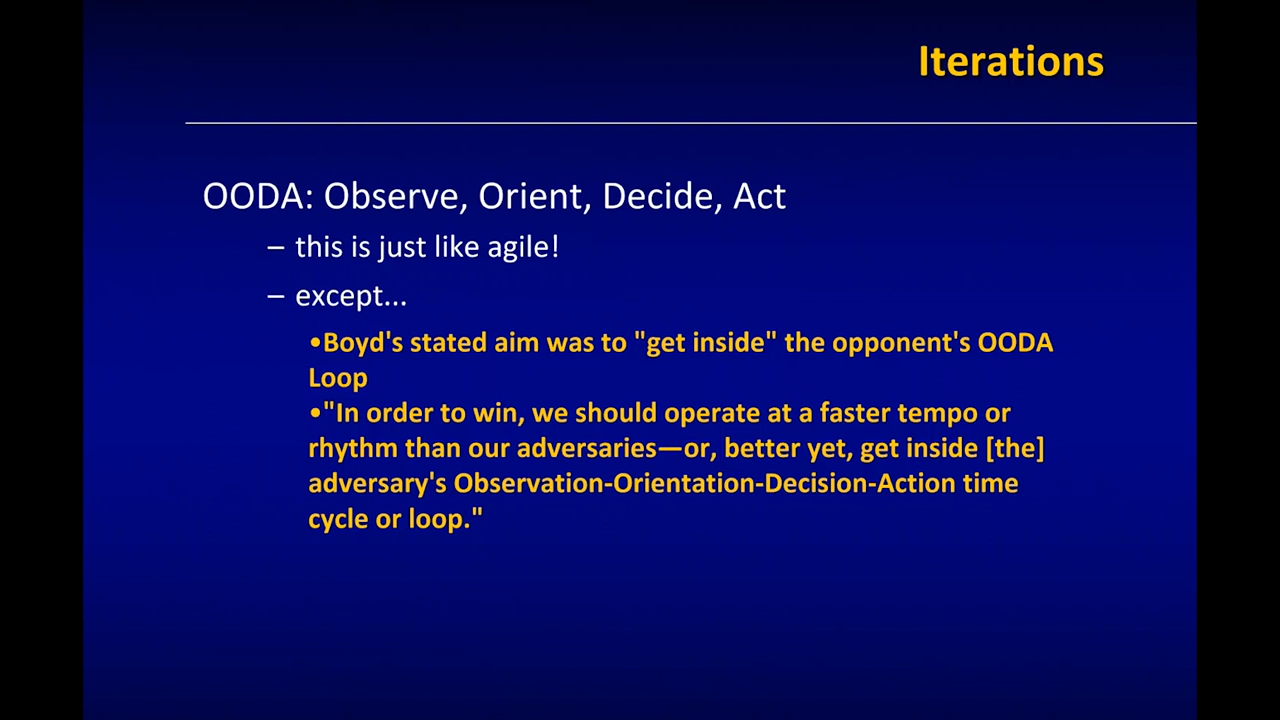 Iterations
OODA: Observe, Orient, Decide, Act
– this is just like agile!
– except...
•Boyd's stated aim was to "get inside" the opponent's OODA
Loop
•"In order to win, we should operate at a faster tempo or
rhythm than our adversaries—or, better yet, get inside [the]
adversary's Observation-Orientation-Decision-Action time
cycle or loop."